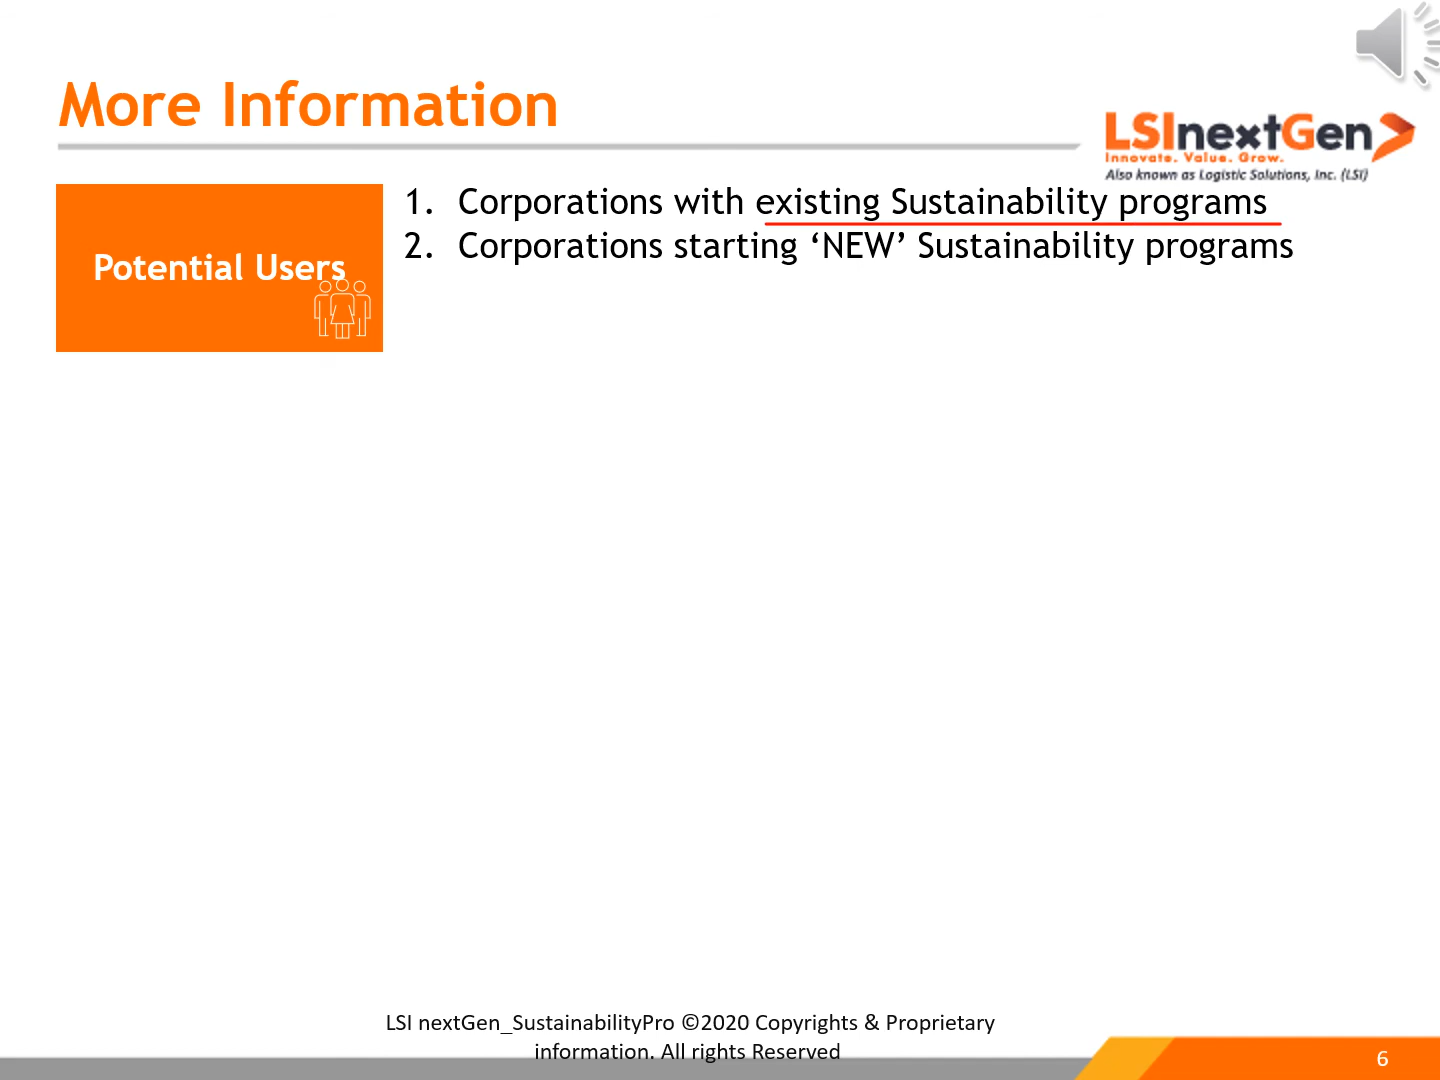 More Information
LSInextGen
Innovate. Value. Grow.
Also known as Logistic Solutions, Inc. (LSI)
Potential Users
1. Corporations with existing Sustainability programs
2. Corporations starting ‘NEW’ Sustainability programs
LSI nextGen_SustainabilityPro ©2020 Copyrights & Proprietary
information. All rights Reserved
6